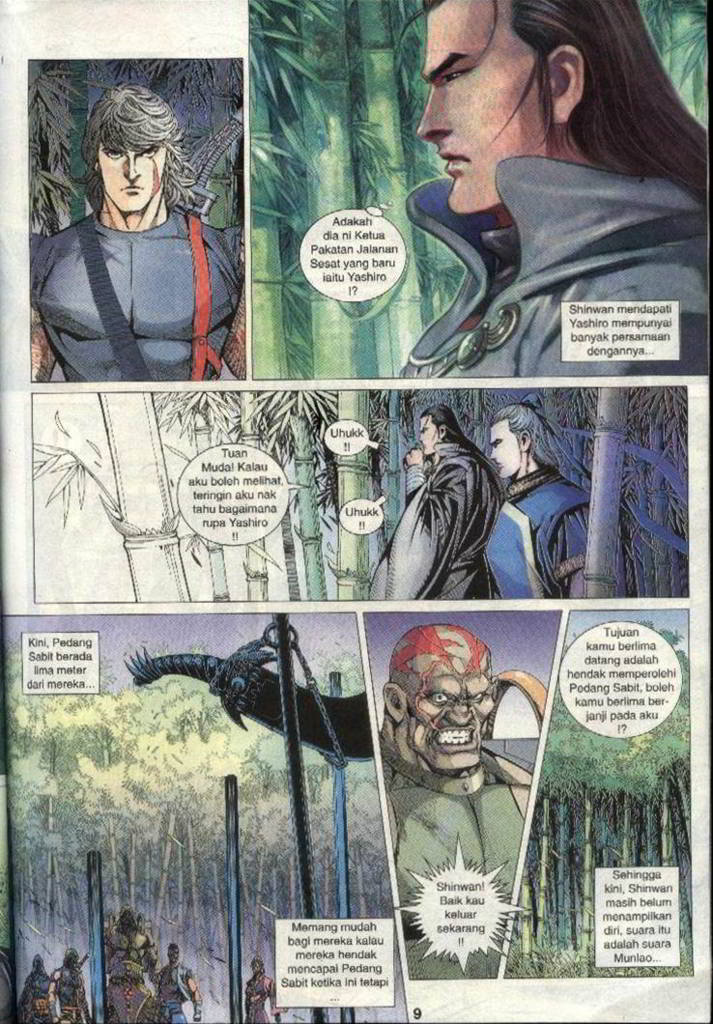 Adakah
dia ni Ketua
Pakatan Jalanan
Sesat yang baru
iaitu Yashiro
!?
Shinwan mendapati
Yashiro mempunyai
banyak persamaan
dengannya...
Tuan
Muda! Kalau
aku boleh melihat,
teringin aku nak
tahu bagaimana
rupa Yashiro
!!
Uhukk
!!
Uhukk
!!
Kini, Pedang
Sabit berada
lima meter
dari mereka...
Memang mudah
bagi mereka kalau
mereka hendak
mencapai Pedang
Sabit ketika ini tetapi
...
Shinwan!
Baik kau
keluar
sekarang
!!
Tujuan
kamu berlima
datang adalah
hendak memperolehi
Pedang Sabit, boleh
kamu berlima ber-
janji pada aku
!?
Sehingga
kini, Shinwan
masih belum
menampilkan
diri, suara itu
adalah suara
Munlao...
9